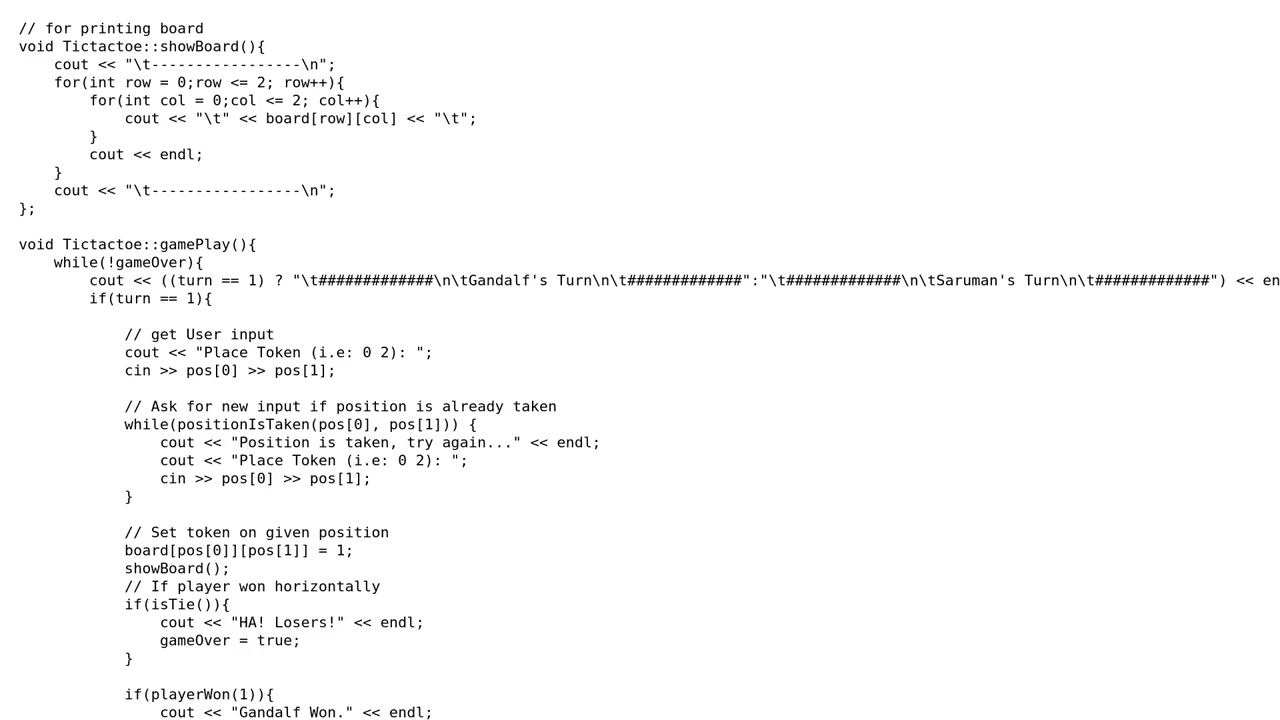 // for printing board
void Tictactoe::showBoard(){
    cout << "\t-----------------\n";
    for(int row = 0;row <= 2; row++){
        for(int col = 0;col <= 2; col++){
            cout << "\t" << board[row][col] << "\t";
        }
        cout << endl;
    }
    cout << "\t-----------------\n";
};

void Tictactoe::gamePlay(){
    while(!gameOver){
        cout << ((turn == 1) ? "\t#############\n\tGandalf's Turn\n\t#############":"\t#############\n\tSaruman's Turn\n\t#############") << en
        if(turn == 1){

            // get User input
            cout << "Place Token (i.e: 0 2): ";
            cin >> pos[0] >> pos[1];

            // Ask for new input if position is already taken
            while(positionIsTaken(pos[0], pos[1])) {
                cout << "Position is taken, try again..." << endl;
                cout << "Place Token (i.e: 0 2): ";
                cin >> pos[0] >> pos[1];
            }

            // Set token on given position
            board[pos[0]][pos[1]] = 1;
            showBoard();
            // If player won horizontally
            if(isTie()){
                cout << "HA! Losers!" << endl;
                gameOver = true;
            }

            if(playerWon(1)){
                cout << "Gandalf Won." << endl;